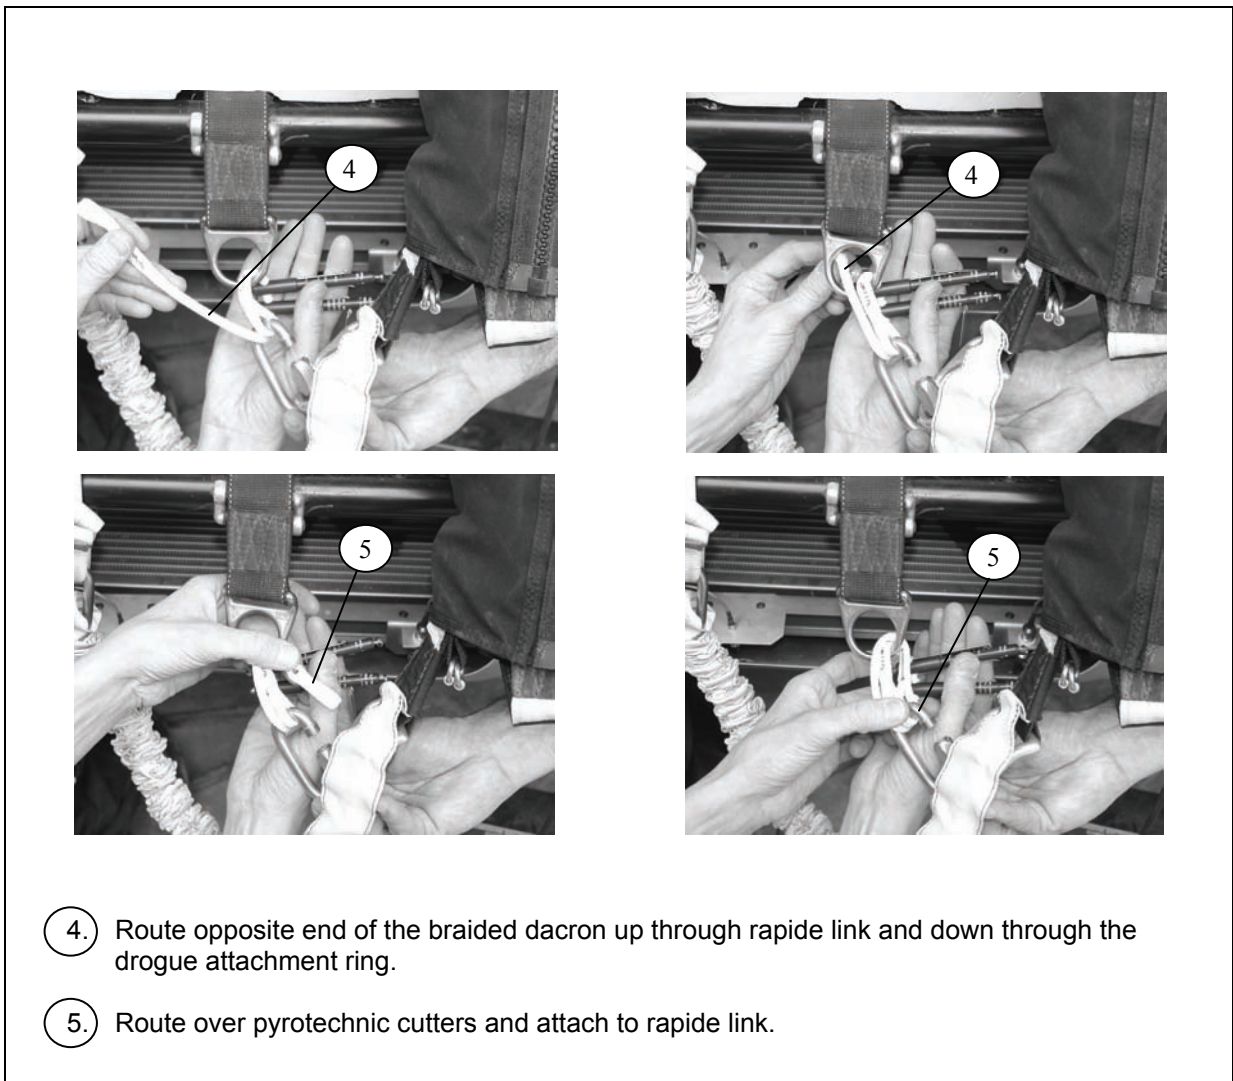 4
4
5
5
4. Route opposite end of the braided dacron up through rapide link and down through the
drogue attachment ring.
5. Route over pyrotechnic cutters and attach to rapide link.